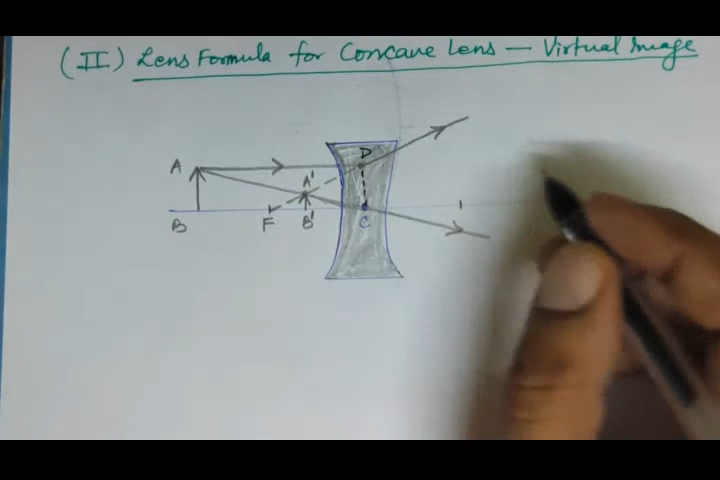 (II) Lens Formula for Concave Lens — Virtual Image
A D
A'
B F B' C